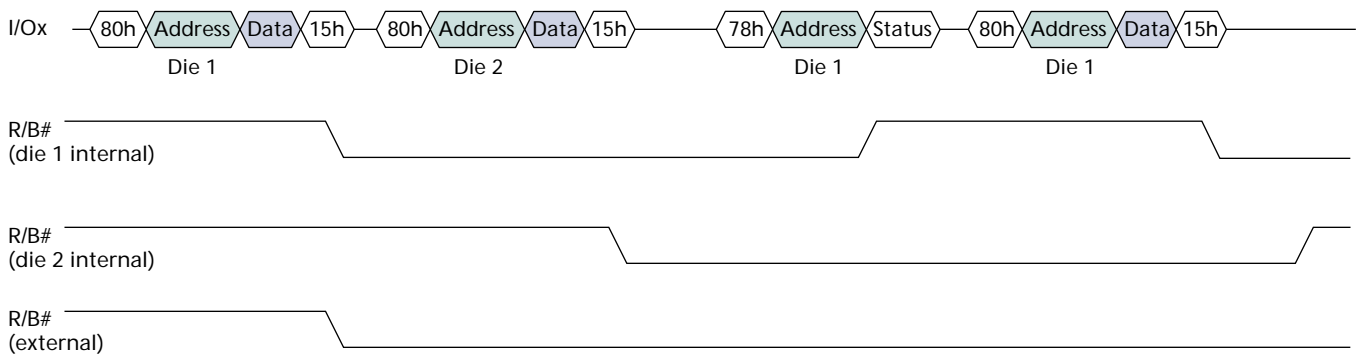 I/Ox 80h Address Data 15h 80h Address Data 15h 78h Address Status 80h Address Data 15h
Die 1 Die 2 Die 1 Die 1
R/B#
(die 1 internal)
R/B#
(die 2 internal)
R/B#
(external)